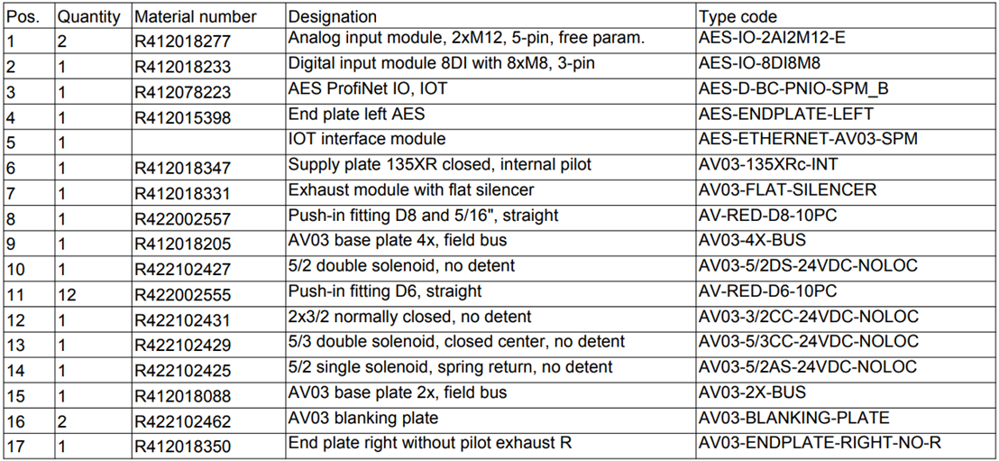 Pos. Quantity Material number Designation Type code
1 2 R412018277 Analog input module, 2xM12, 5-pin, free param. AES-IO-2AI2M12-E
2 1 R412018233 Digital input module 8DI with 8xM8, 3-pin AES-IO-8DI8M8
3 1 R412078223 AES ProfiNet IO, IOT AES-D-BC-PNIO-SPM_B
4 1 R412015398 End plate left AES AES-ENDPLATE-LEFT
5 1 IOT interface module AES-ETHERNET-AV03-SPM
6 1 R412018347 Supply plate 135XR closed, internal pilot AV03-135XRc-INT
7 1 R412018331 Exhaust module with flat silencer AV03-FLAT-SILENCER
8 1 R422002557 Push-in fitting D8 and 5/16", straight AV-RED-D8-10PC
9 1 R412018205 AV03 base plate 4x, field bus AV03-4X-BUS
10 1 R422102427 5/2 double solenoid, no detent AV03-5/2DS-24VDC-NOLOC
11 12 R422002555 Push-in fitting D6, straight AV-RED-D6-10PC
12 1 R422102431 2x3/2 normally closed, no detent AV03-3/2CC-24VDC-NOLOC
13 1 R422102429 5/3 double solenoid, closed center, no detent AV03-5/3CC-24VDC-NOLOC
14 1 R422102425 5/2 single solenoid, spring return, no detent AV03-5/2AS-24VDC-NOLOC
15 1 R412018088 AV03 base plate 2x, field bus AV03-2X-BUS
16 2 R422102462 AV03 blanking plate AV03-BLANKING-PLATE
17 1 R412018350 End plate right without pilot exhaust R AV03-ENDPLATE-RIGHT-NO-R